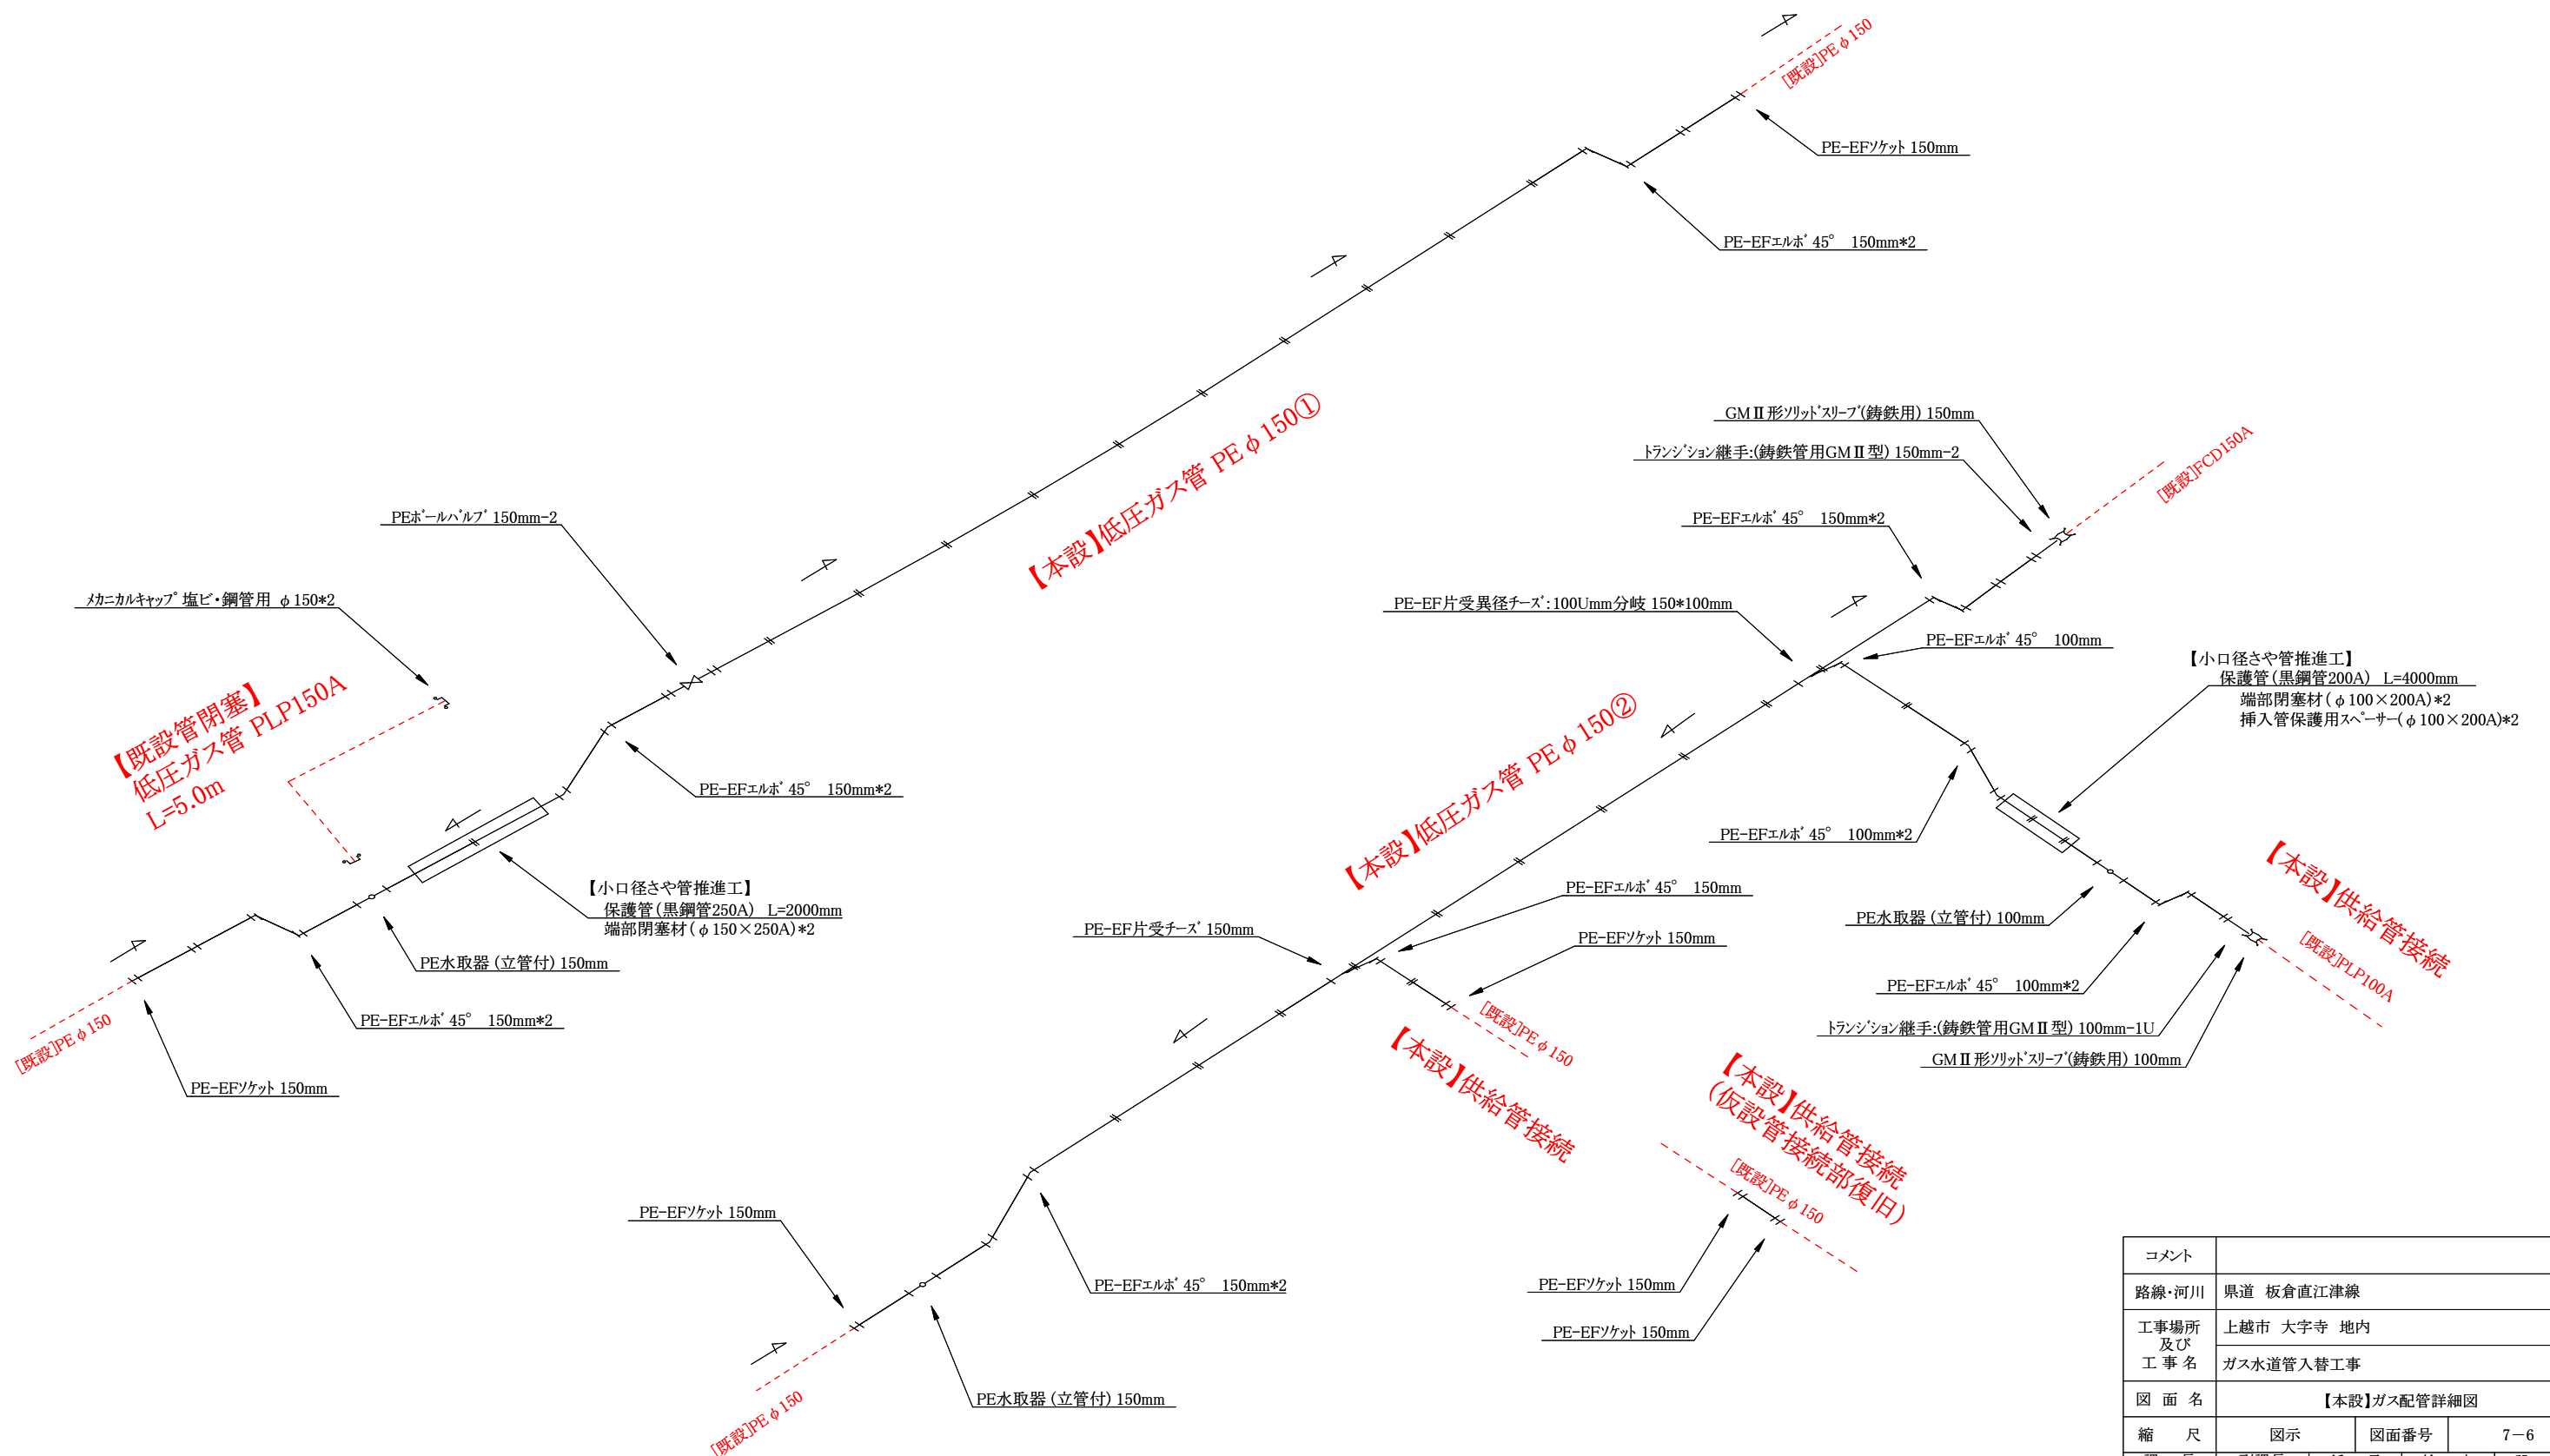 [既設]PEφ150
PE-EFソケット 150mm
PE-EFエルボ45° 150mm*2
【本設】低圧ガス管 PEφ150①
PEボールバルブ 150mm-2
メカニカルキャップ 塩ビ・鋼管用 φ150*2
【既設管閉塞】
低圧ガス管 PLP150A
L=5.0m
PE-EFエルボ45° 150mm*2
【小口径さや管推進工】
保護管(黒鋼管250A) L=2000mm
端部閉塞材(φ150×250A)*2
PE水取器(立管付) 150mm
PE-EFエルボ45° 150mm*2
[既設]PEφ150
PE-EFソケット 150mm
GMⅡ形ソリッドスリーブ(鋳鉄用) 150mm
トランジション継手:(鋳鉄管用GMⅡ型) 150mm-2
[既設]FCD150A
PE-EFエルボ45° 150mm*2
PE-EF片受異径チーズ:100Umm分岐 150*100mm
PE-EFエルボ45° 100mm
【小口径さや管推進工】
保護管(黒鋼管200A) L=4000mm
端部閉塞材(φ100×200A)*2
挿入管保護用スペーサー(φ100×200A)*2
【本設】低圧ガス管 PEφ150②
PE-EFエルボ45° 100mm*2
【本設】供給管接続
PE-EFエルボ45° 150mm
PE-EF片受チーズ 150mm
PE-EFソケット 150mm
PE水取器(立管付) 100mm
[既設]PLP100A
PE-EFエルボ45° 100mm*2
トランジション継手:(鋳鉄管用GMⅡ型) 100mm-1U
GMⅡ形ソリッドスリーブ(鋳鉄用) 100mm
[既設]PEφ150
【本設】供給管接続
【本設】供給管接続
(仮設管接続部復旧)
[既設]PEφ150
PE-EFソケット 150mm
PE-EFソケット 150mm
PE-EFソケット 150mm
PE-EFエルボ45° 150mm*2
PE水取器(立管付) 150mm
[既設]PEφ150
コメント
路線・河川 県道 板倉直江津線
工事場所
及び
工事名
上越市 大字寺 地内
ガス水道管入替工事
図面名 【本設】ガス配管詳細図
縮尺 図示 図面番号 7-6